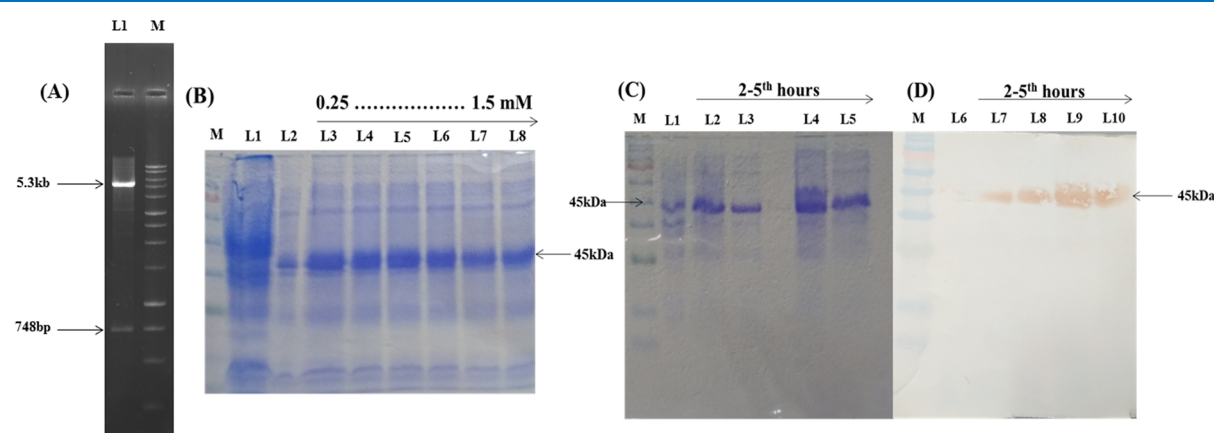 L1 M
(A)
5.3kb
748bp
(B)
0.25 .................. 1.5 mM
M L1 L2 L3 L4 L5 L6 L7 L8
45kDa
(C)
2-5th hours
M L1 L2 L3 L4 L5
45kDa
(D)
2-5th hours
M L6 L7 L8 L9 L10
45kDa